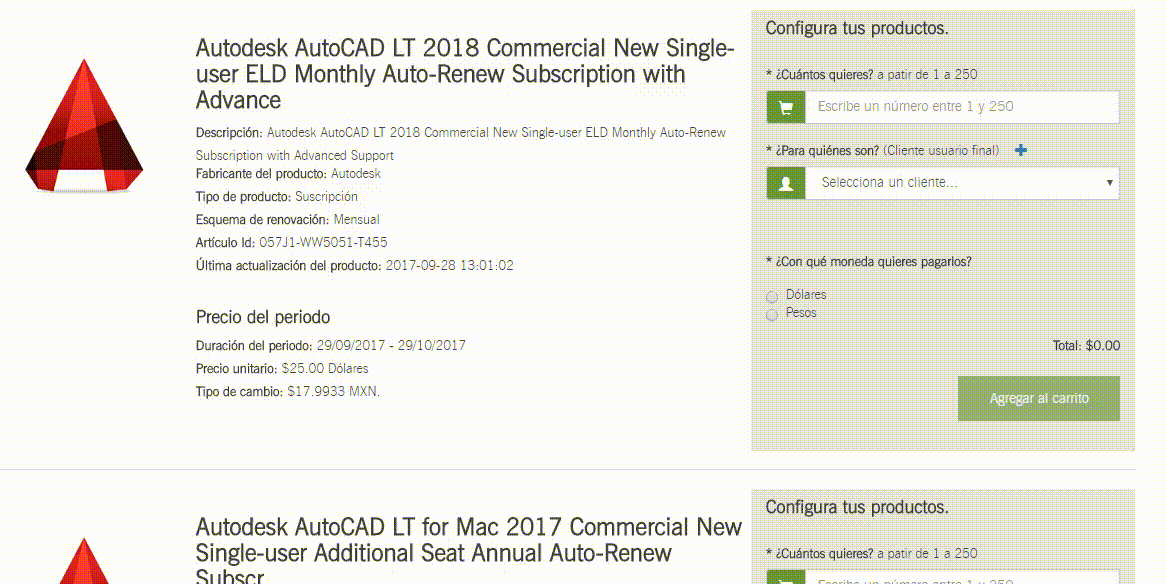 Autodesk AutoCAD LT 2018 Commercial New Single-
user ELD Monthly Auto-Renew Subscription with
Advance
Descripción: Autodesk AutoCAD LT 2018 Commercial New Single-user ELD Monthly Auto-Renew
Subscription with Advanced Support
Fabricante del producto: Autodesk
Tipo de producto: Suscripción
Esquema de renovación: Mensual
Artículo Id: 057J1-WW5051-T455
Última actualización del producto: 2017-09-28 13:01:02
Precio del periodo
Duración del periodo: 29/09/2017 - 29/10/2017
Precio unitario: $25.00 Dólares
Tipo de cambio: $17.9933 MXN.
Configura tus productos.
* ¿Cuántos quieres? a patir de 1 a 250
Escribe un número entre 1 y 250
* ¿Para quiénes son? (Cliente usuario final)
Selecciona un cliente...
* ¿Con qué moneda quieres pagarlos?
Dólares
Pesos
Total: $0.00
Agregar al carrito
Autodesk AutoCAD LT for Mac 2017 Commercial New
Single-user Additional Seat Annual Auto-Renew
Subscr
Configura tus productos.
* ¿Cuántos quieres? a patir de 1 a 250
Escribe un número entre 1 y 250